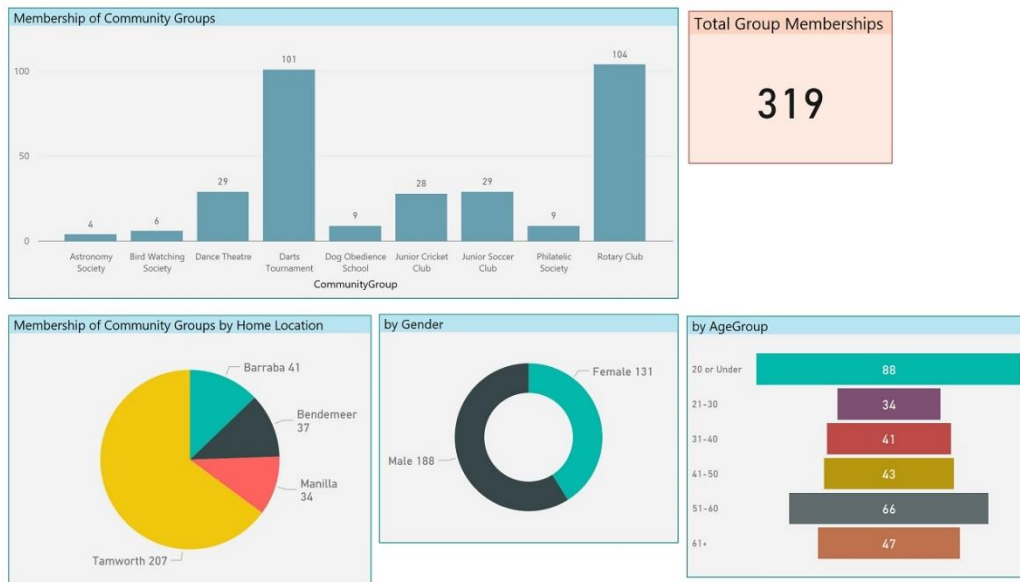 Membership of Community Groups
Total Group Memberships
319
100
50
0
4
6
29
101
9
28
29
9
104
Astronomy
Society
Bird Watching
Society
Dance Theatre
Darts
Tournament
Dog Obedience
School
Junior Cricket
Club
Junior Soccer
Club
Philatelic
Society
Rotary Club
CommunityGroup
Membership of Community Groups by Home Location
Barraba 41
Bendemeer
37
Manilla
34
Tamworth 207
by Gender
Female 131
Male 188
by AgeGroup
20 or Under 88
21-30 34
31-40 41
41-50 43
51-60 66
61+ 47